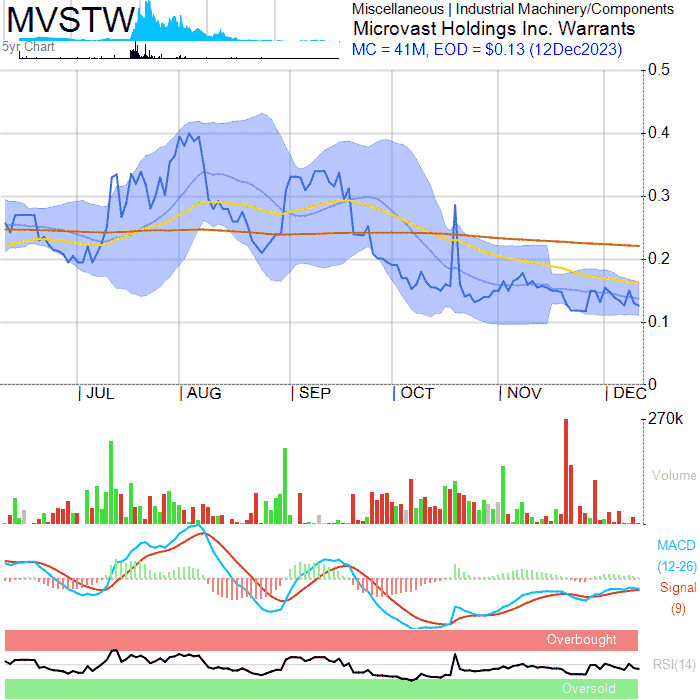 MVSTW
5yr Chart
Miscellaneous | Industrial Machinery/Components
Microvast Holdings Inc. Warrants
MC = 41M, EOD = $0.13 (12Dec2023)
0.5
0.4
0.3
0.2
0.1
0
JUL AUG SEP OCT NOV DEC
270k
Volume
MACD
(12-26)
Signal
(9)
Overbought
RSI(14)
Oversold